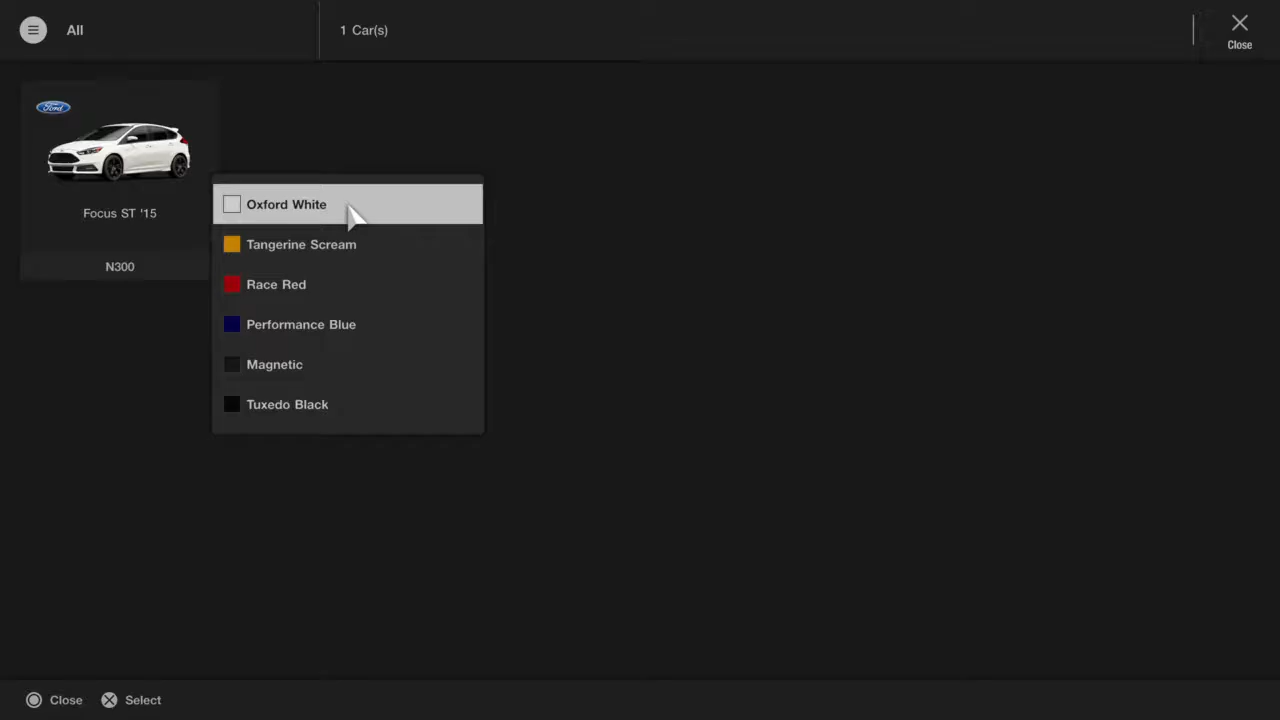 All
1 Car(s)
Close
Ford
Focus ST '15
N300
Oxford White
Tangerine Scream
Race Red
Performance Blue
Magnetic
Tuxedo Black
Close
Select